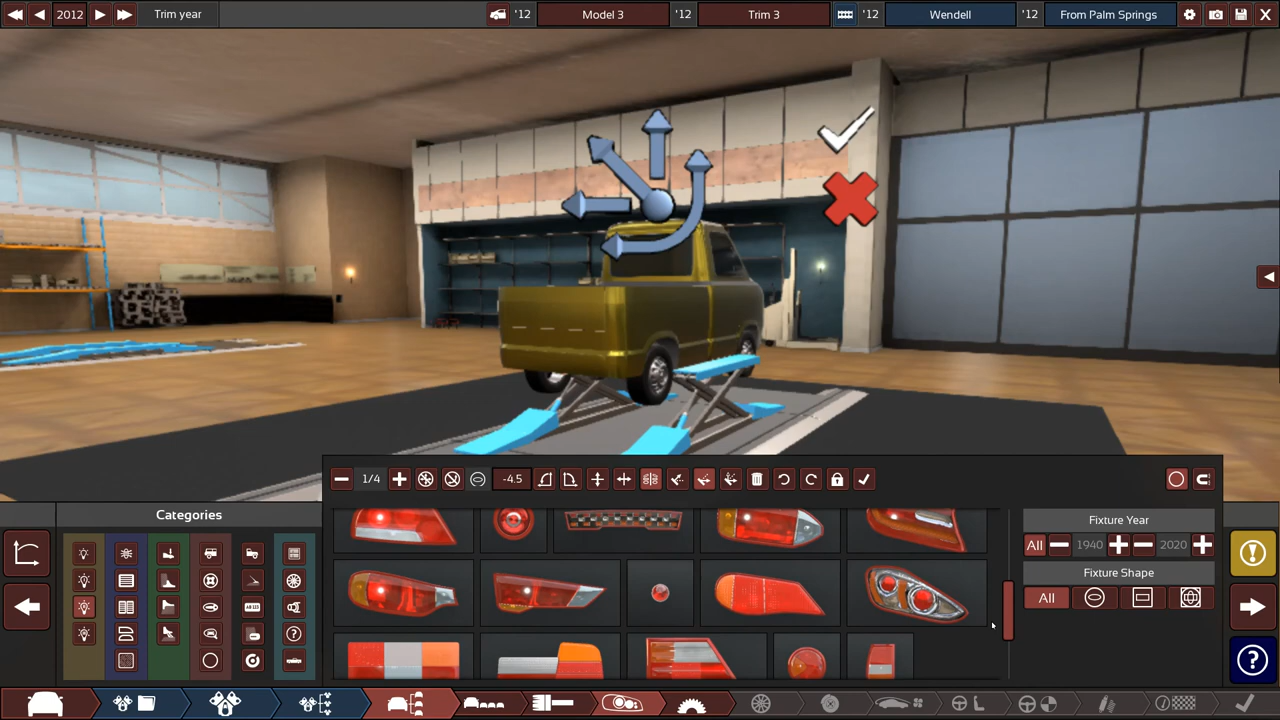 2012 Trim year '12 Model 3 '12 Trim 3 '12 Wendell '12 From Palm Springs
1/4 -4.5
Categories
Fixture Year
All 1940 2020
Fixture Shape
All